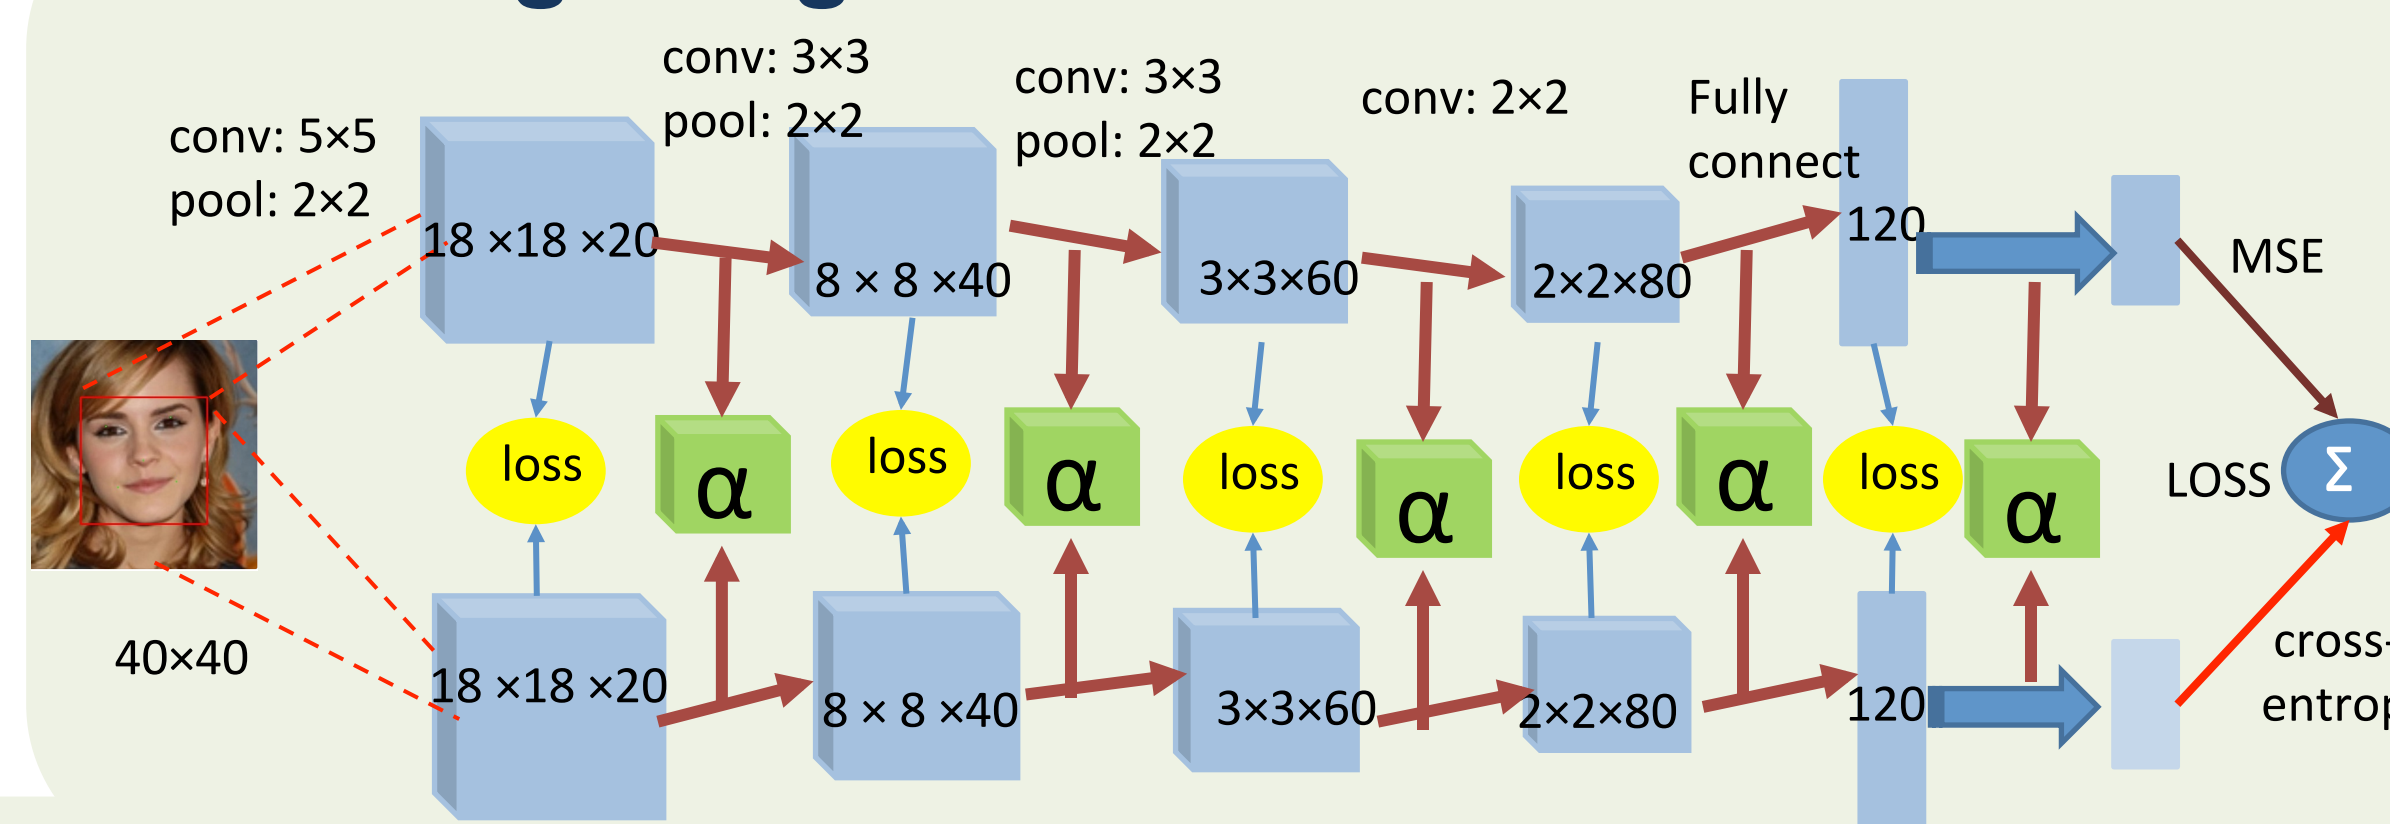 conv: 5×5
pool: 2×2
conv: 3×3
pool: 2×2
conv: 3×3
pool: 2×2
conv: 2×2
Fully
connect
18 ×18 ×20
8 × 8 ×40
3×3×60
2×2×80
120
MSE
loss
α
loss
α
loss
α
loss
α
loss
α
LOSS
Σ
40×40
18 ×18 ×20
8 × 8 ×40
3×3×60
2×2×80
120
cross-
entrop